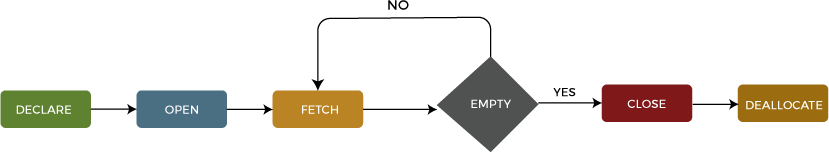 NO
DECLARE
OPEN
FETCH
EMPTY
YES
CLOSE
DEALLOCATE